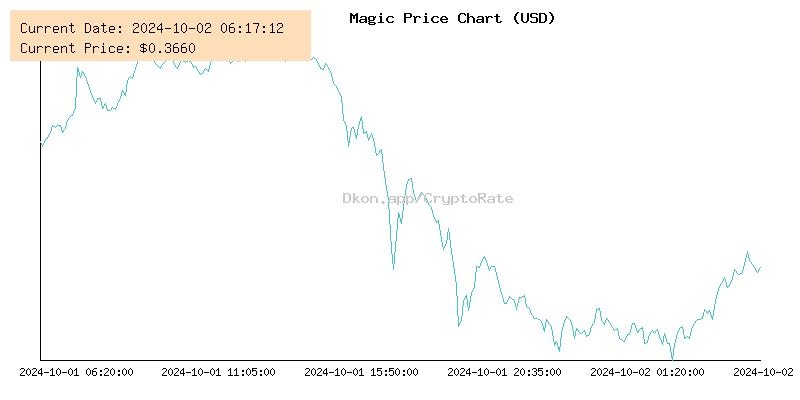 Magic Price Chart (USD)
Current Date: 2024-10-02 06:17:12
Current Price: $0.3660
Dkon.app/CryptoRate
2024-10-01 06:20:00 2024-10-01 11:05:00 2024-10-01 15:50:00 2024-10-01 20:35:00 2024-10-02 01:20:00 2024-10-02